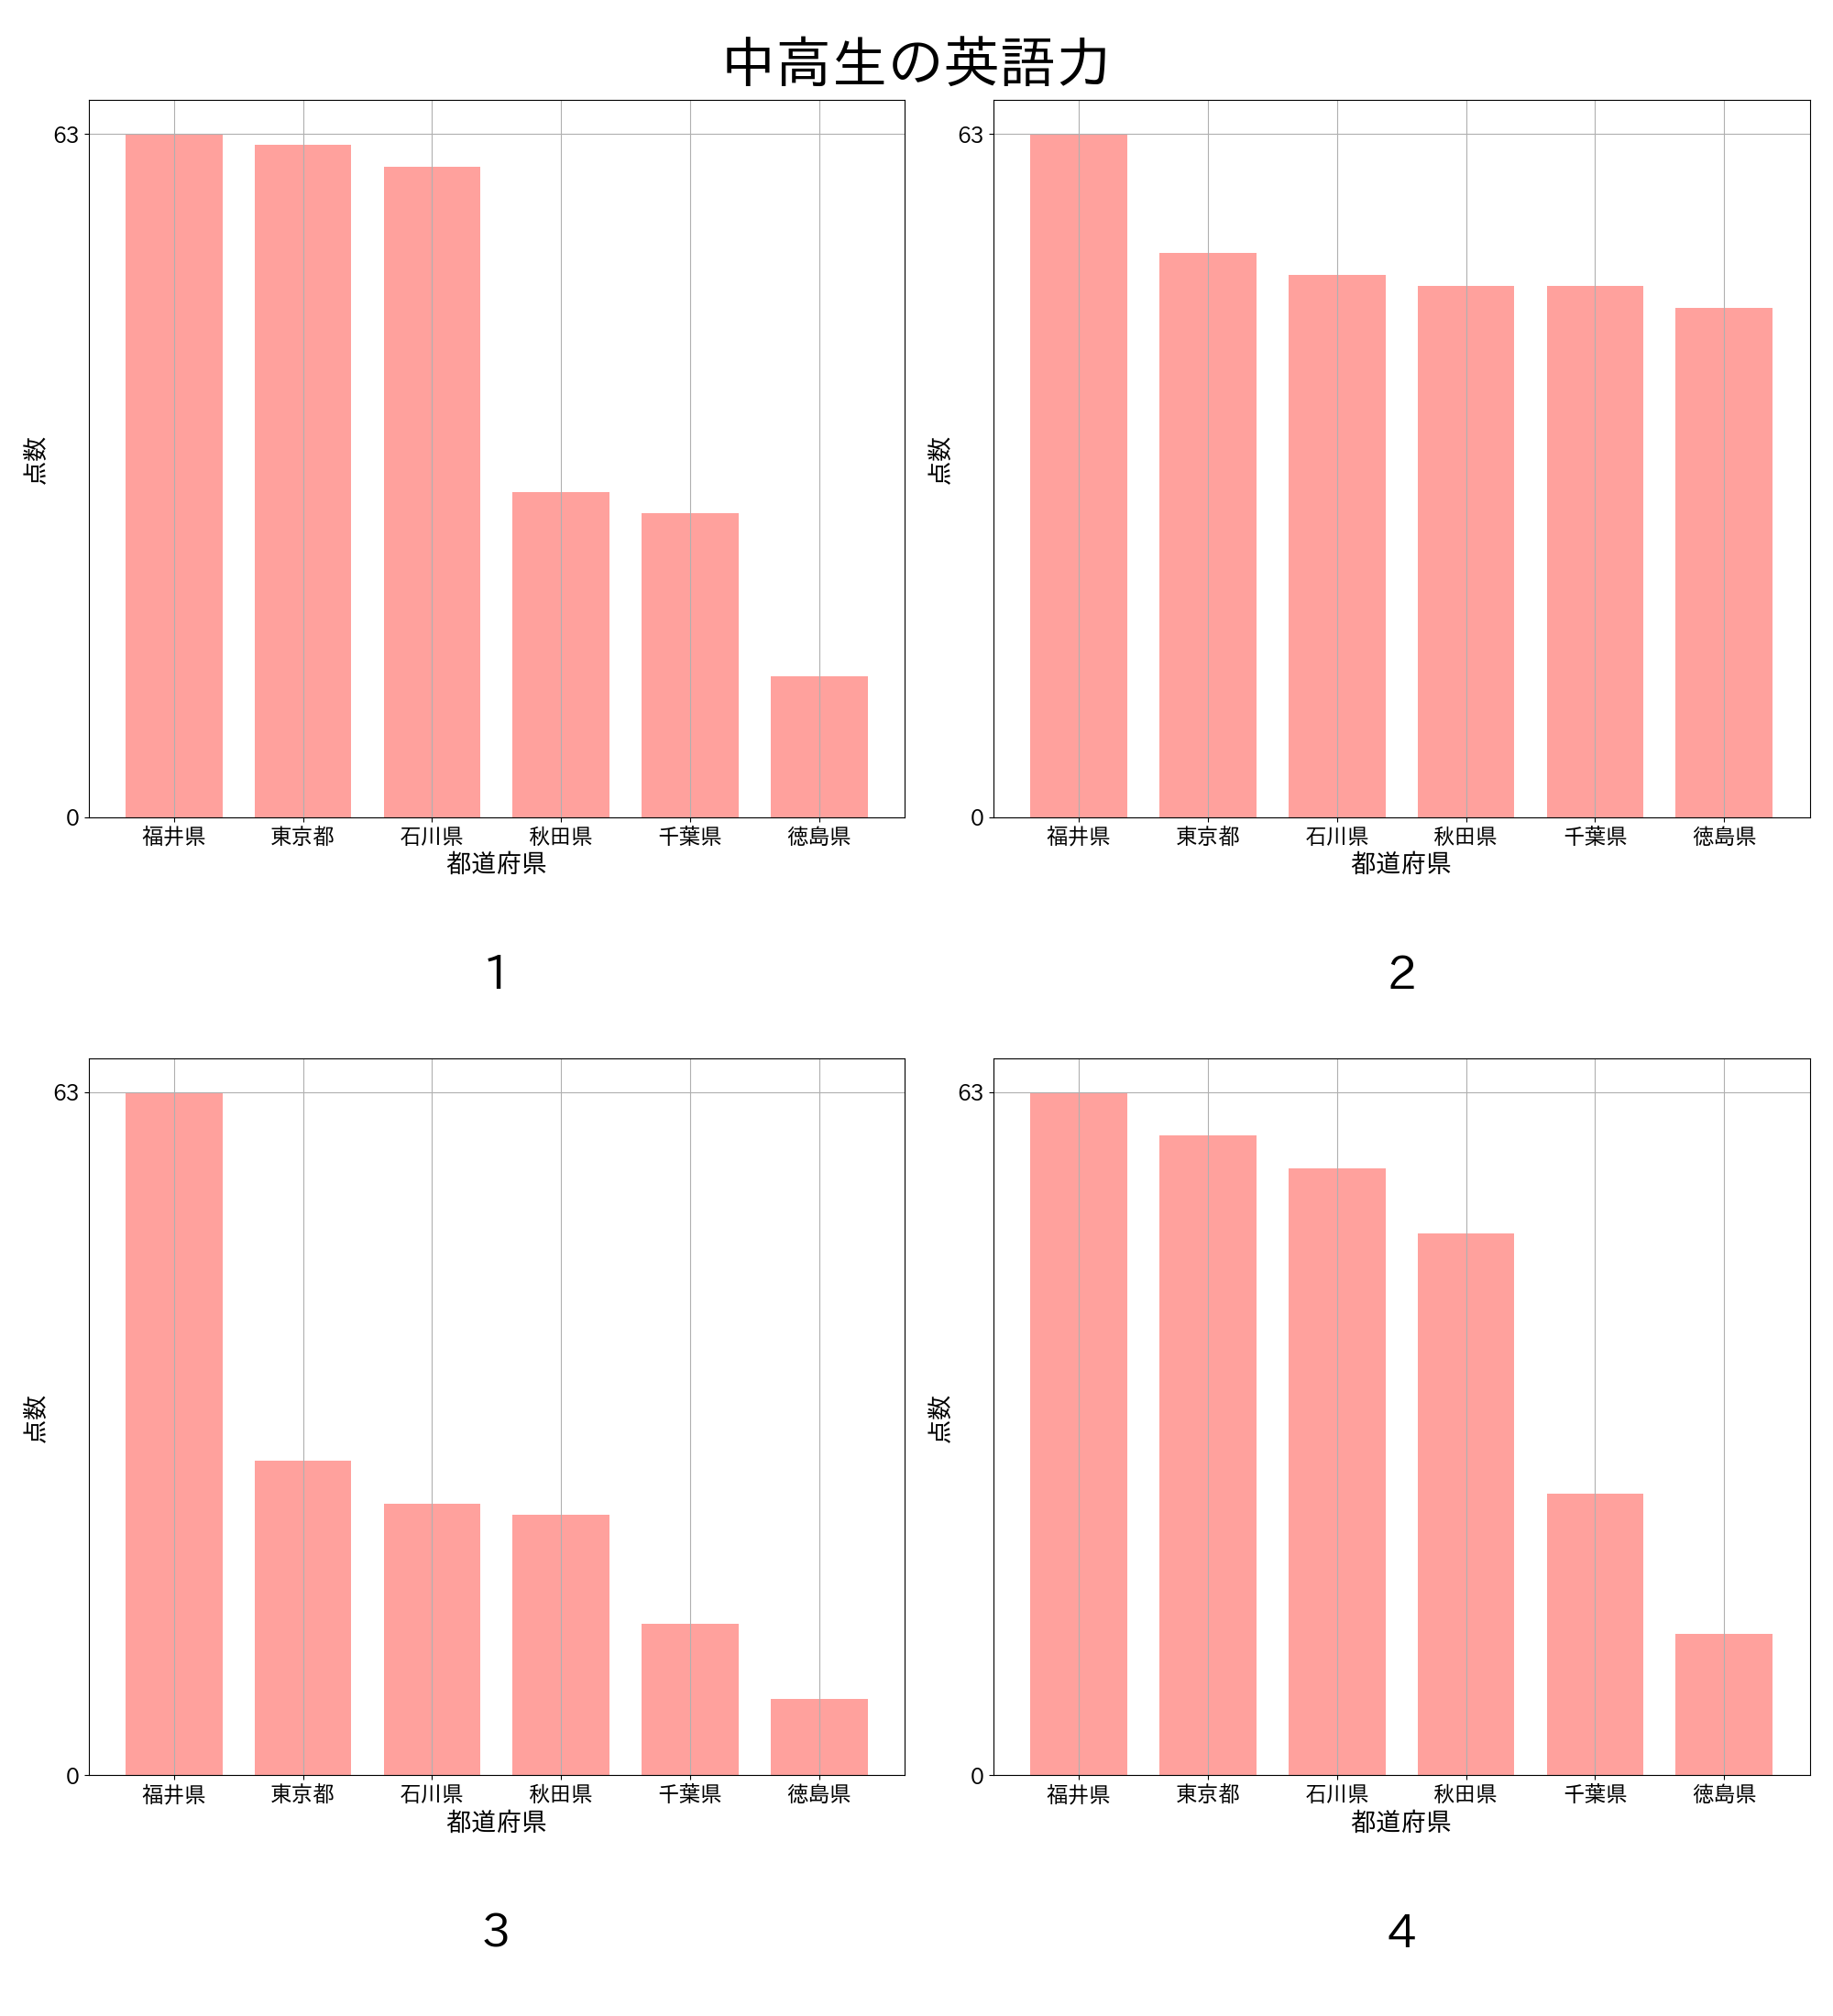 中高生の英語力
63
0
点数
福井県 東京都 石川県 秋田県 千葉県 徳島県
都道府県
1
63
0
点数
福井県 東京都 石川県 秋田県 千葉県 徳島県
都道府県
2
63
0
点数
福井県 東京都 石川県 秋田県 千葉県 徳島県
都道府県
3
63
0
点数
福井県 東京都 石川県 秋田県 千葉県 徳島県
都道府県
4